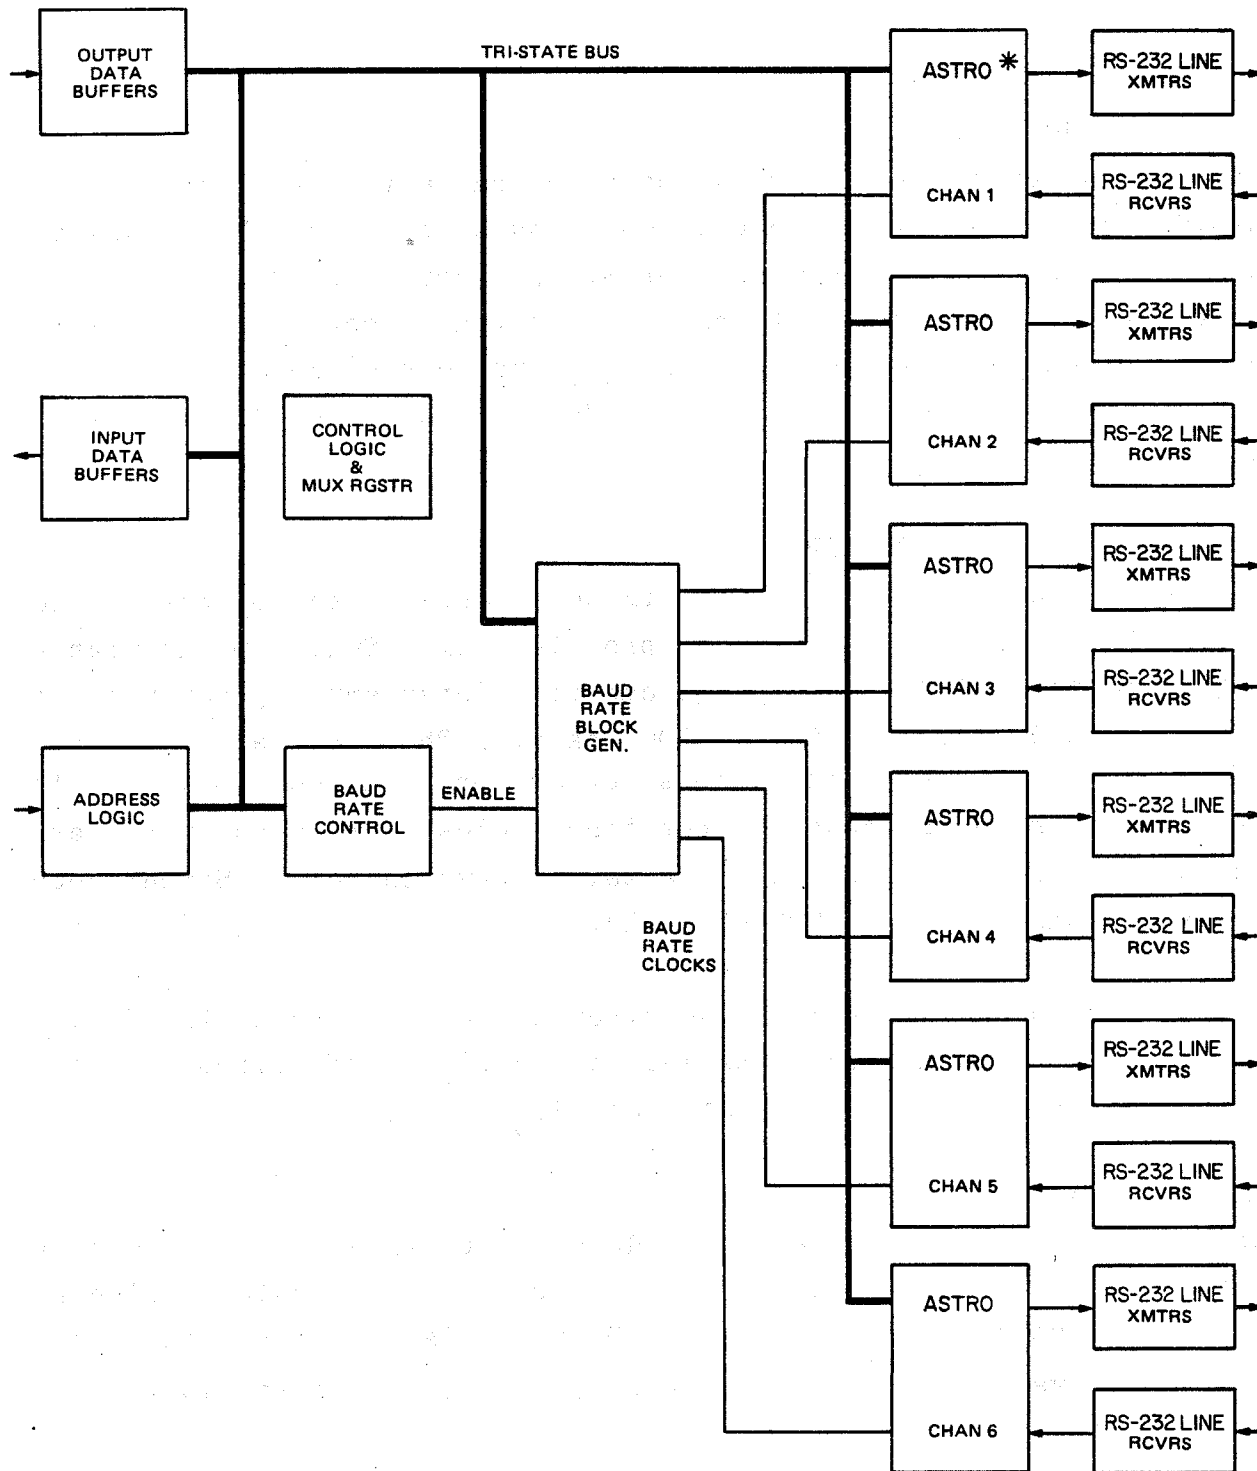 OUTPUT
DATA
BUFFERS
TRI-STATE BUS
ASTRO *
CHAN 1
RS-232 LINE
XMTRS
RS-232 LINE
RCVRS
ASTRO
CHAN 2
RS-232 LINE
XMTRS
RS-232 LINE
RCVRS
INPUT
DATA
BUFFERS
CONTROL
LOGIC
&
MUX RGSTR
ASTRO
CHAN 3
RS-232 LINE
XMTRS
RS-232 LINE
RCVRS
BAUD
RATE
BLOCK
GEN.
ADDRESS
LOGIC
BAUD
RATE
CONTROL
ENABLE
ASTRO
CHAN 4
RS-232 LINE
XMTRS
RS-232 LINE
RCVRS
BAUD
RATE
CLOCKS
ASTRO
CHAN 5
RS-232 LINE
XMTRS
RS-232 LINE
RCVRS
ASTRO
CHAN 6
RS-232 LINE
XMTRS
RS-232 LINE
RCVRS